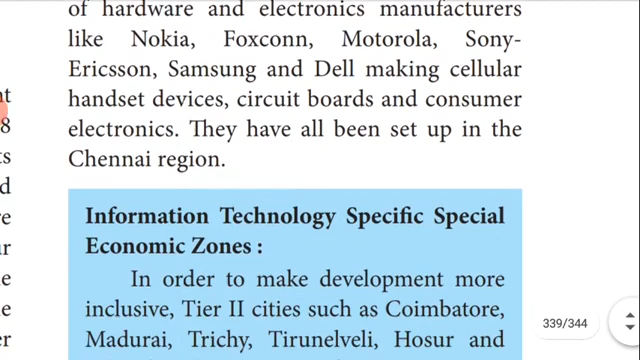 of hardware and electronics manufacturers
like Nokia, Foxconn, Motorola, Sony-
Ericsson, Samsung and Dell making cellular
handset devices, circuit boards and consumer
electronics. They have all been set up in the
Chennai region.
Information Technology Specific Special
Economic Zones :
In order to make development more
inclusive, Tier II cities such as Coimbatore,
Madurai, Trichy, Tirunelveli, Hosur and
339/344